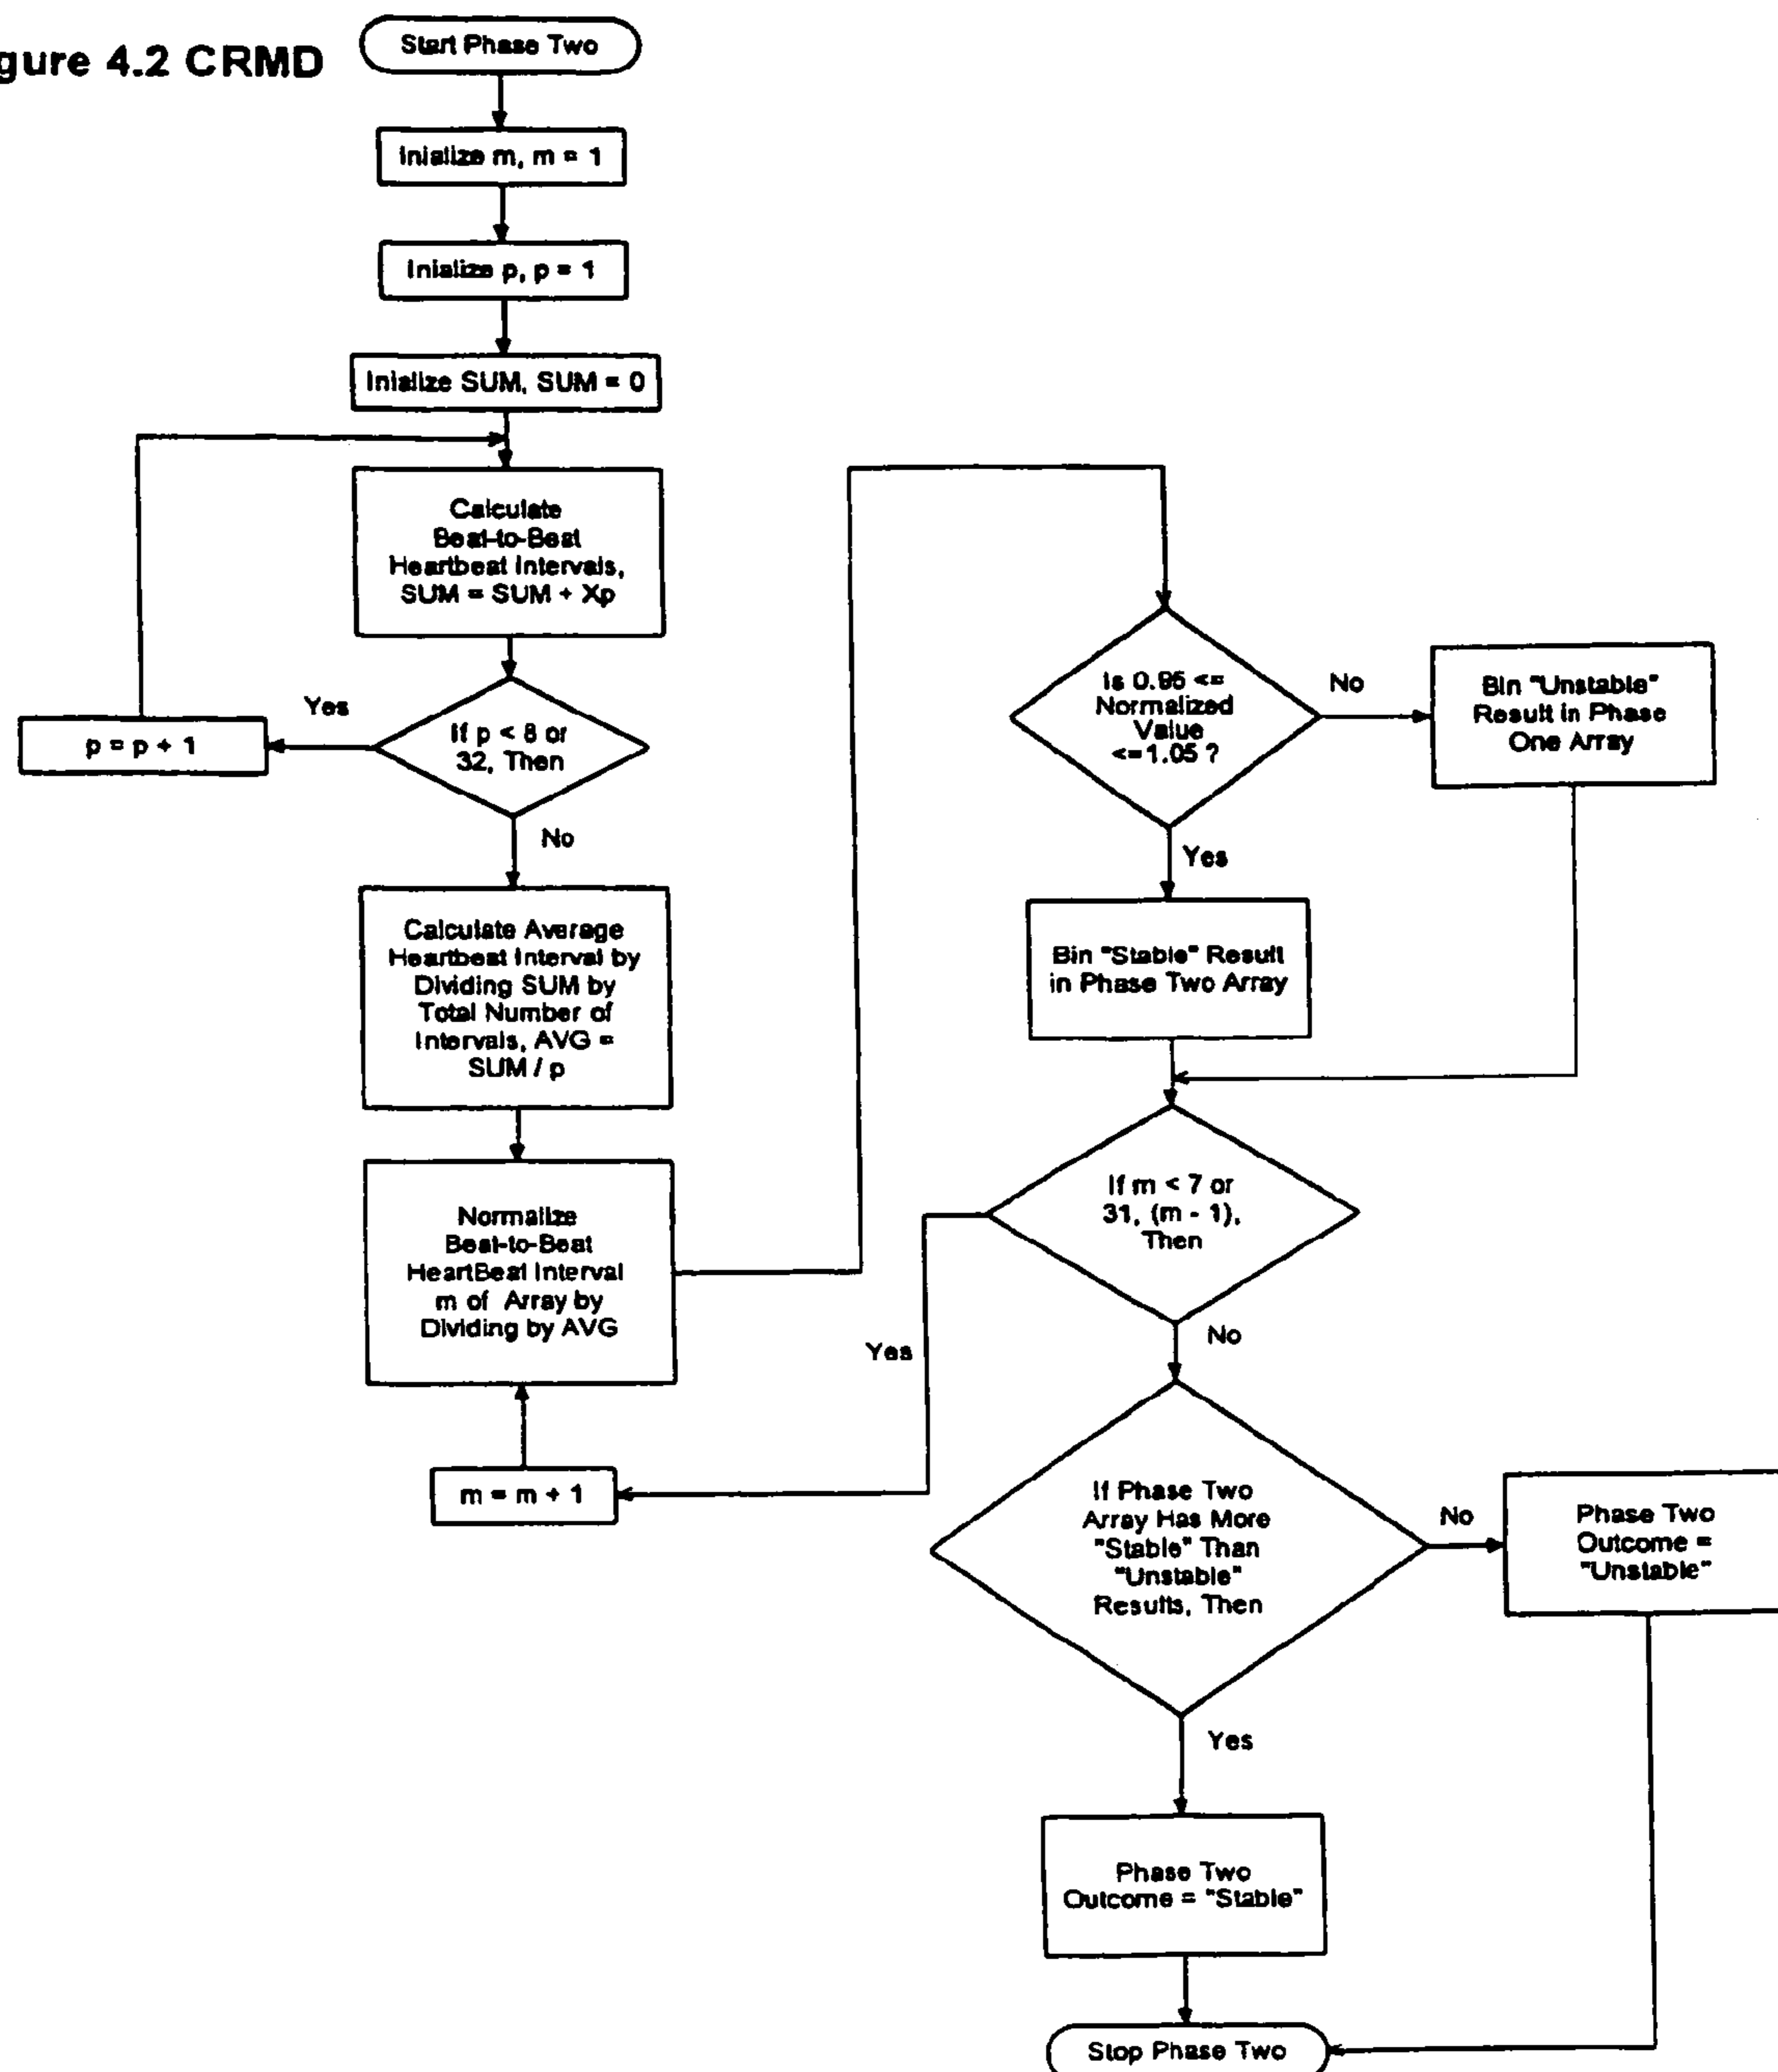 gure 4.2 CRMD
Start Phase Two
Inialize m, m = 1
Inialize p, p = 1
Inialize SUM, SUM = 0
Calculate
Beat-to-Beat
Heartbeat Intervals,
SUM = SUM + Xp
Yes
If p < 8 or
32, Then
p = p + 1
No
Calculate Average
Heartbeat Interval by
Dividing SUM by
Total Number of
Intervals, AVG =
SUM / p
Normalize
Beat-to-Beat
HeartBeat Interval
m of Array by
Dividing by AVG
m = m + 1
Is 0.95 <=
Normalized
Value
<=1.05 ?
No
Bin "Unstable"
Result in Phase
One Array
Yes
Bin "Stable" Result
in Phase Two Array
If m < 7 or
31, (m - 1),
Then
Yes
No
If Phase Two
Array Has More
"Stable" Than
"Unstable"
Results, Then
No
Phase Two
Outcome =
"Unstable"
Yes
Phase Two
Outcome = "Stable"
Stop Phase Two